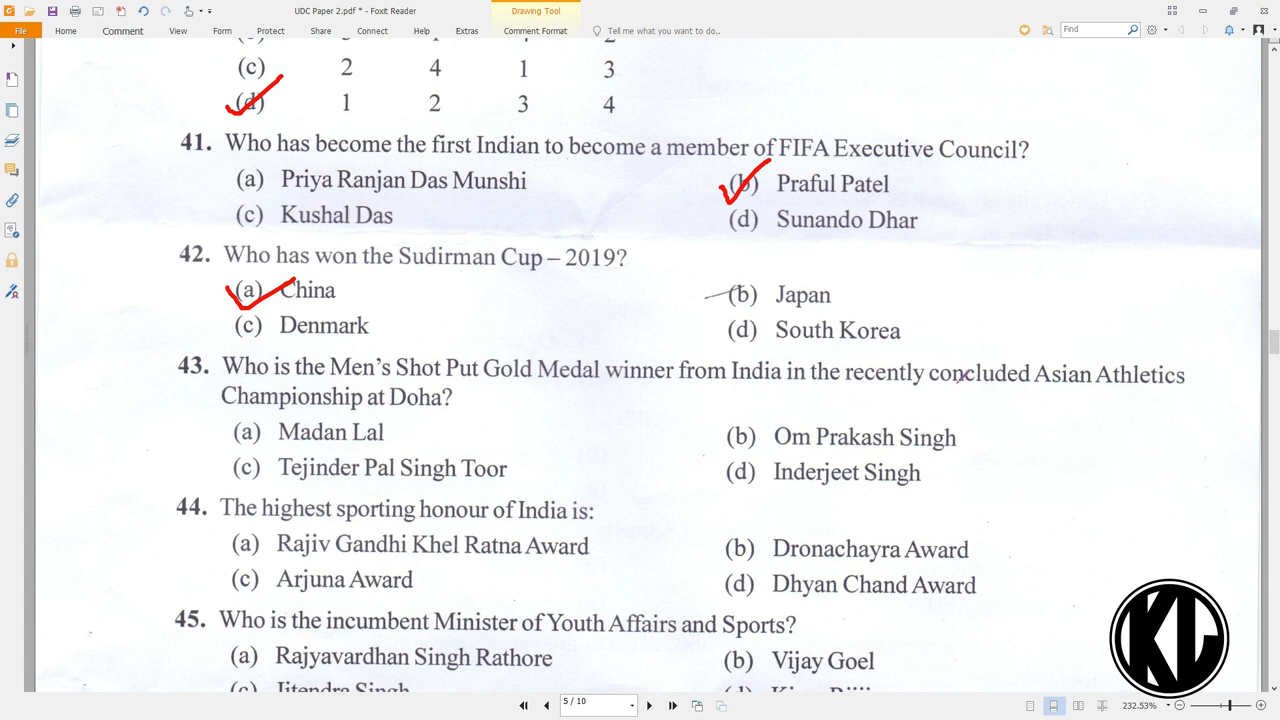 UDC Paper 2.pdf * - Foxit Reader
Drawing Tool
File Home Comment View Form Protect Share Connect Help Extras Comment Format Tell me what you want to do.. Find
(c) 2 4 1 3
(d) 1 2 3 4
41. Who has become the first Indian to become a member of FIFA Executive Council?
(a) Priya Ranjan Das Munshi (b) Praful Patel
(c) Kushal Das (d) Sunando Dhar
42. Who has won the Sudirman Cup – 2019?
(a) China (b) Japan
(c) Denmark (d) South Korea
43. Who is the Men's Shot Put Gold Medal winner from India in the recently concluded Asian Athletics
Championship at Doha?
(a) Madan Lal (b) Om Prakash Singh
(c) Tejinder Pal Singh Toor (d) Inderjeet Singh
44. The highest sporting honour of India is:
(a) Rajiv Gandhi Khel Ratna Award (b) Dronachayra Award
(c) Arjuna Award (d) Dhyan Chand Award
45. Who is the incumbent Minister of Youth Affairs and Sports?
(a) Rajyavardhan Singh Rathore (b) Vijay Goel
(c) Jitendra Singh
KL
5 / 10
232.53%